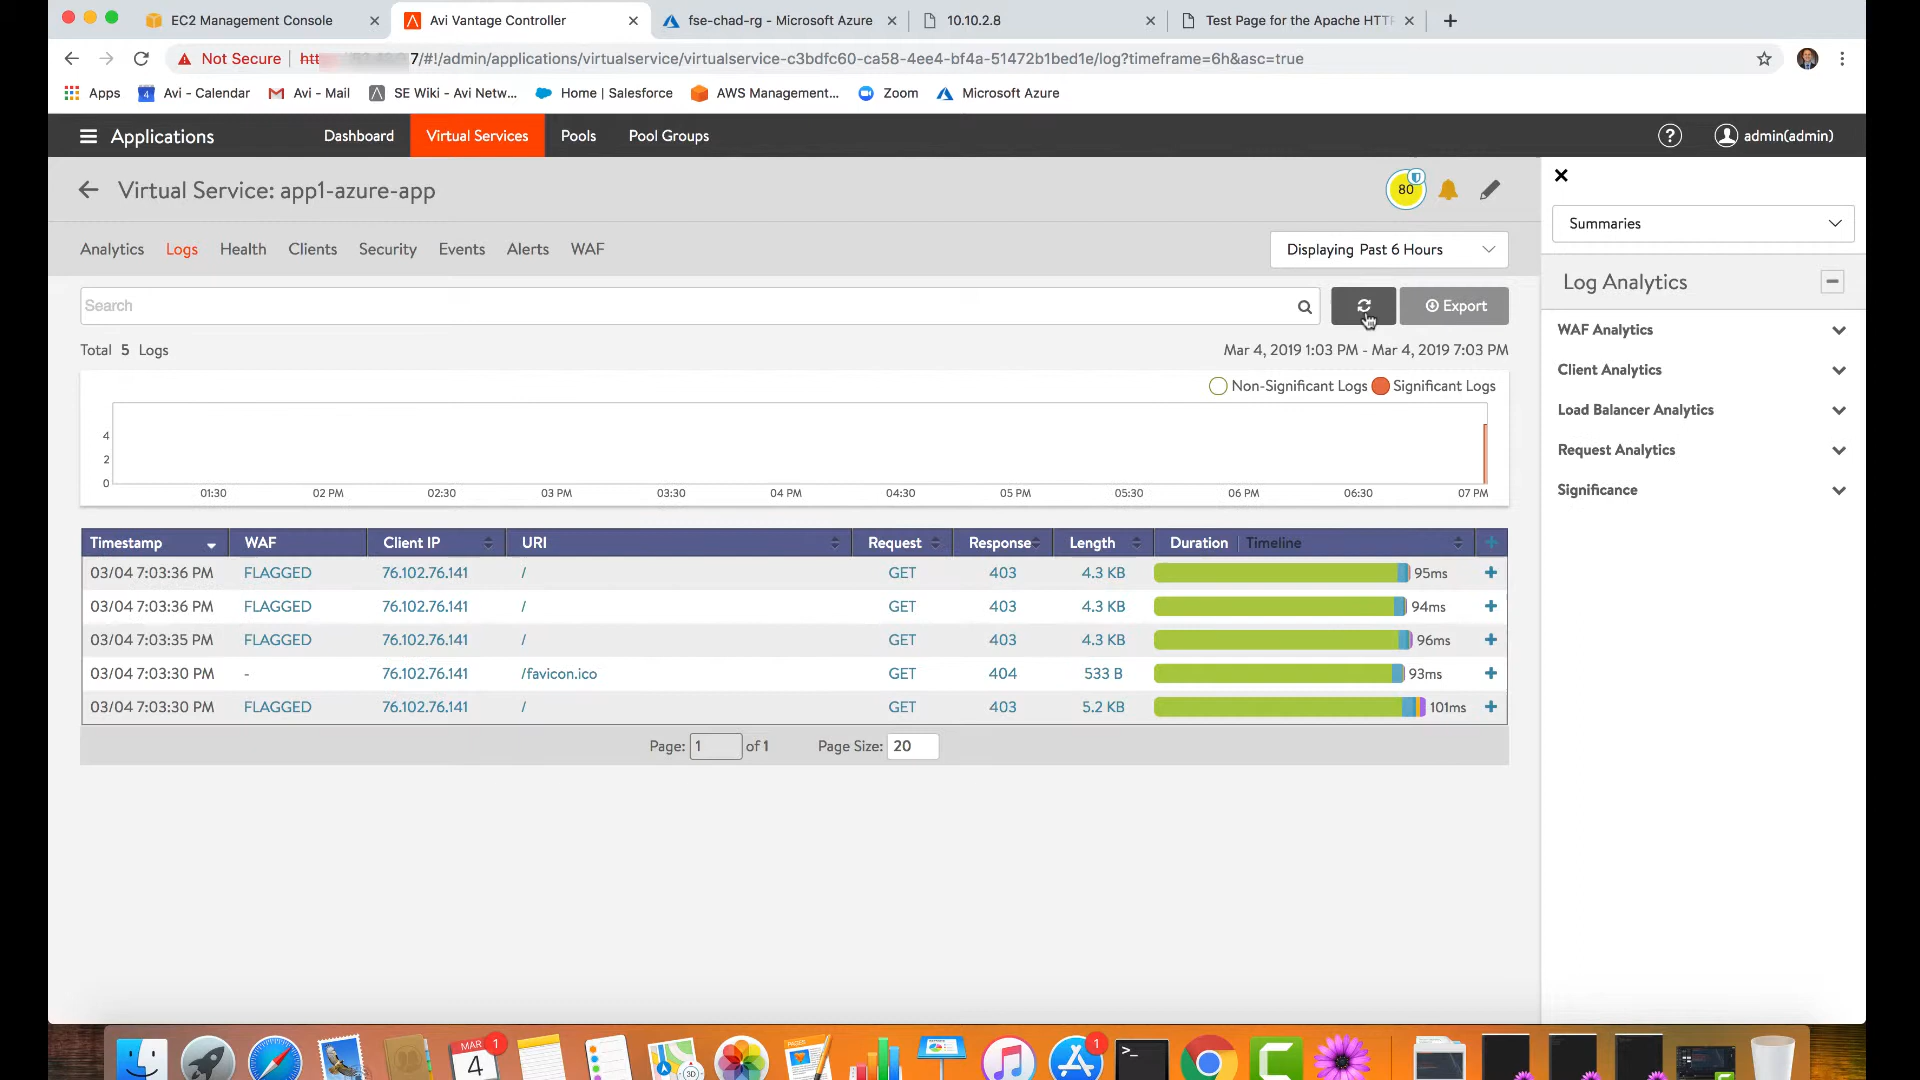 EC2 Management Console
Avi Vantage Controller
fse-chad-rg - Microsoft Azure
10.10.2.8
Test Page for the Apache HTT
Not Secure
7/#!/admin/applications/virtualservice/virtualservice-c3bdfc60-ca58-4ee4-bf4a-51472b1bed1e/log?timeframe=6h&asc=true
Apps
4 Avi - Calendar
Avi - Mail
SE Wiki - Avi Netw...
Home | Salesforce
AWS Management...
Zoom
Microsoft Azure
Applications
Dashboard
Virtual Services
Pools
Pool Groups
?
admin(admin)
Virtual Service: app1-azure-app
80
Summaries
Analytics
Logs
Health
Clients
Security
Events
Alerts
WAF
Displaying Past 6 Hours
Log Analytics
Search
Export
WAF Analytics
Client Analytics
Load Balancer Analytics
Request Analytics
Significance
Total 5 Logs
Mar 4, 2019 1:03 PM - Mar 4, 2019 7:03 PM
Non-Significant Logs
Significant Logs
4
2
0
01:30 02 PM 02:30 03 PM 03:30 04 PM 04:30 05 PM 05:30 06 PM 06:30 07 PM
Timestamp WAF Client IP URI Request Response Length Duration Timeline
03/04 7:03:36 PM FLAGGED 76.102.76.141 / GET 403 4.3 KB 95ms
03/04 7:03:36 PM FLAGGED 76.102.76.141 / GET 403 4.3 KB 94ms
03/04 7:03:35 PM FLAGGED 76.102.76.141 / GET 403 4.3 KB 96ms
03/04 7:03:30 PM - 76.102.76.141 /favicon.ico GET 404 533 B 93ms
03/04 7:03:30 PM FLAGGED 76.102.76.141 / GET 403 5.2 KB 101ms
Page: 1 of 1 Page Size: 20
MAR
4
1
3D
PAGES
1